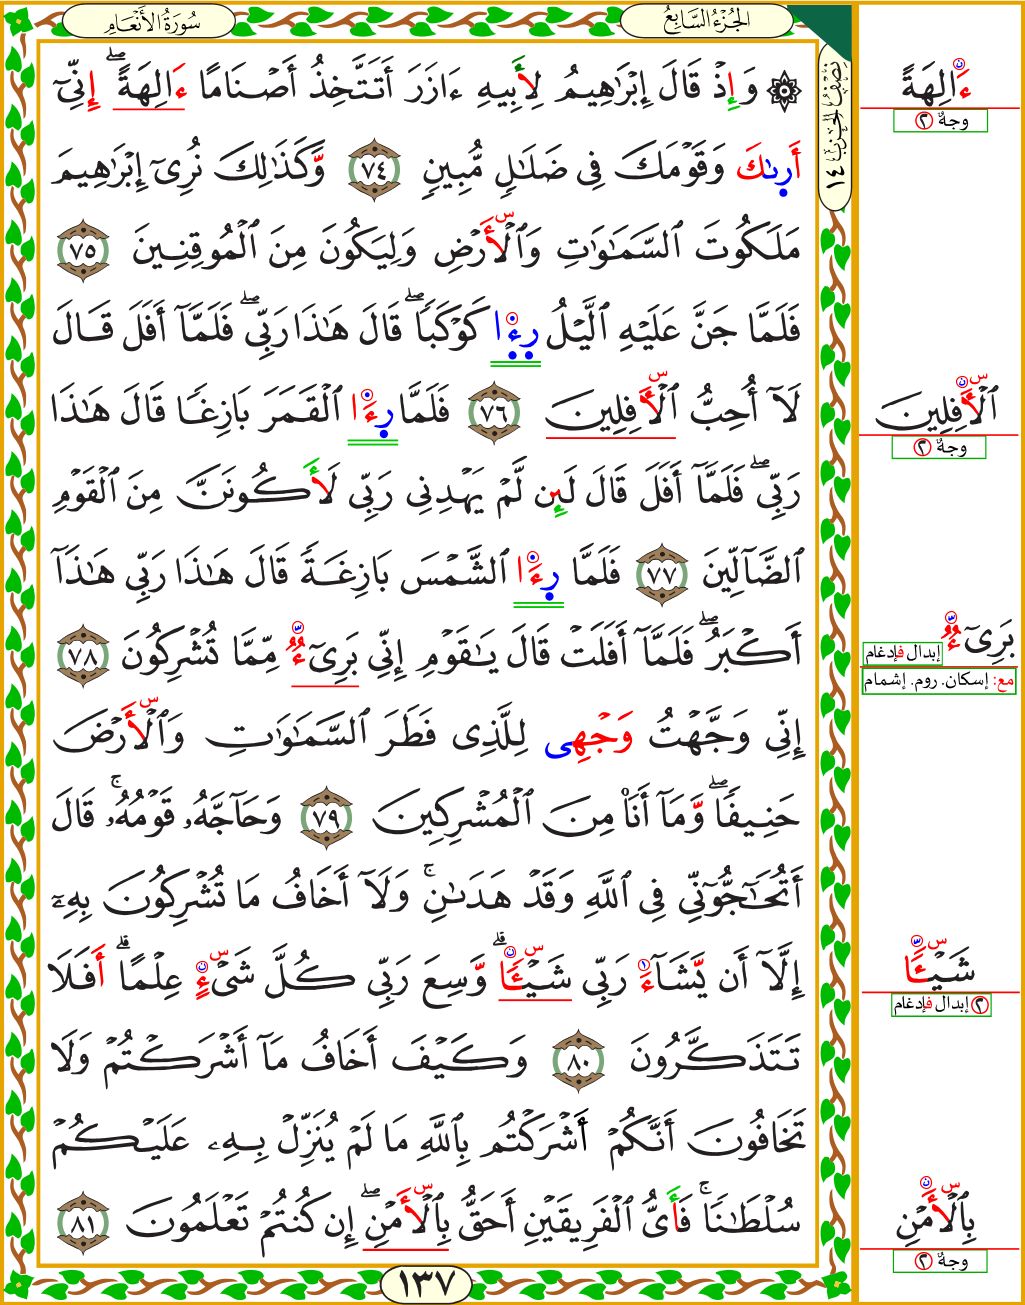 الجُزْءُ السَّابِعُ
سُورَةُ الأَنْعَامِ
نِصْفُ الحِزْبِ ١٤
۞ وَإِذْ قَالَ إِبْرَٰهِيمُ لِأَبِيهِ ءَازَرَ أَتَتَّخِذُ أَصْنَامًا ءَالِهَةًۖ إِنِّىٓ
أَرٜىٰكَ وَقَوْمَكَ فِى ضَلَٰلٖ مُّبِينٖ ٧٤ وَّكَذَٰلِكَ نُرِىٓ إِبْرَٰهِيمَ
مَلَكُوتَ ٱلسَّمَٰوَٰتِ وَٱلْأَرْضِ وَلِيَكُونَ مِنَ ٱلْمُوقِنِينَ ٧٥
فَلَمَّا جَنَّ عَلَيْهِ ٱلَّيْلُ رِءٜا كَوْكَبٗاۖ قَالَ هَٰذَا رَبِّىۖ فَلَمَّآ أَفَلَ قَالَ
لَآ أُحِبُّ ٱلْأَفِلِينَ ٧٦ فَلَمَّا رِءَا ٱلْقَمَرَ بَازِغٗا قَالَ هَٰذَا
رَبِّىۖ فَلَمَّآ أَفَلَ قَالَ لَئِن لَّمْ يَهْدِنِى رَبِّى لَأَكُونَنَّ مِنَ ٱلْقَوْمِ
ٱلضَّآلِّينَ ٧٧ فَلَمَّا رِءَا ٱلشَّمْسَ بَازِغَةٗ قَالَ هَٰذَا رَبِّى هَٰذَآ
أَكْبَرُۖ فَلَمَّآ أَفَلَتْ قَالَ يَٰقَوْمِ إِنِّى بَرِىٓءٞ مِّمَّا تُشْرِكُونَ ٧٨
إِنِّى وَجَّهْتُ وَجْهِى لِلَّذِى فَطَرَ ٱلسَّمَٰوَٰتِ وَٱلْأَرْضَ
حَنِيفٗاۖ وَّمَآ أَنَا۠ مِنَ ٱلْمُشْرِكِينَ ٧٩ وَحَآجَّهُۥ قَوْمُهُۥۚ قَالَ
أَتُحَٰٓجُّوٓنِّى فِى ٱللَّهِ وَقَدْ هَدَىٰنِۚ وَلَآ أَخَافُ مَا تُشْرِكُونَ بِهِۦٓ
إِلَّآ أَن يَّشَآءَ رَبِّى شَيْـٔٗاۗ وَّسِعَ رَبِّى كُلَّ شَىْءٍ عِلْمًاۗ أَفَلَا
تَتَذَكَّرُونَ ٨٠ وَكَيْفَ أَخَافُ مَآ أَشْرَكْتُمْ وَلَا
تَخَافُونَ أَنَّكُمْ أَشْرَكْتُم بِٱللَّهِ مَا لَمْ يُنَزِّلْ بِهِۦ عَلَيْكُمْ
سُلْطَٰنٗاۚ فَأَىُّ ٱلْفَرِيقَيْنِ أَحَقُّ بِٱلْأَمْنِۖ إِن كُنتُمْ تَعْلَمُونَ ٨١
١٣٧
ءَالِهَةً
وجهٌ ٢
ٱلْأَفِلِينَ
وجهٌ ٢
بَرِىٓءٞ
إبدال فإدغام
مع: إسكان. روم. إشمام
شَيْـٔٗا
٢ إبدال فإدغام
بِٱلْأَمْنِ
وجهٌ ٢